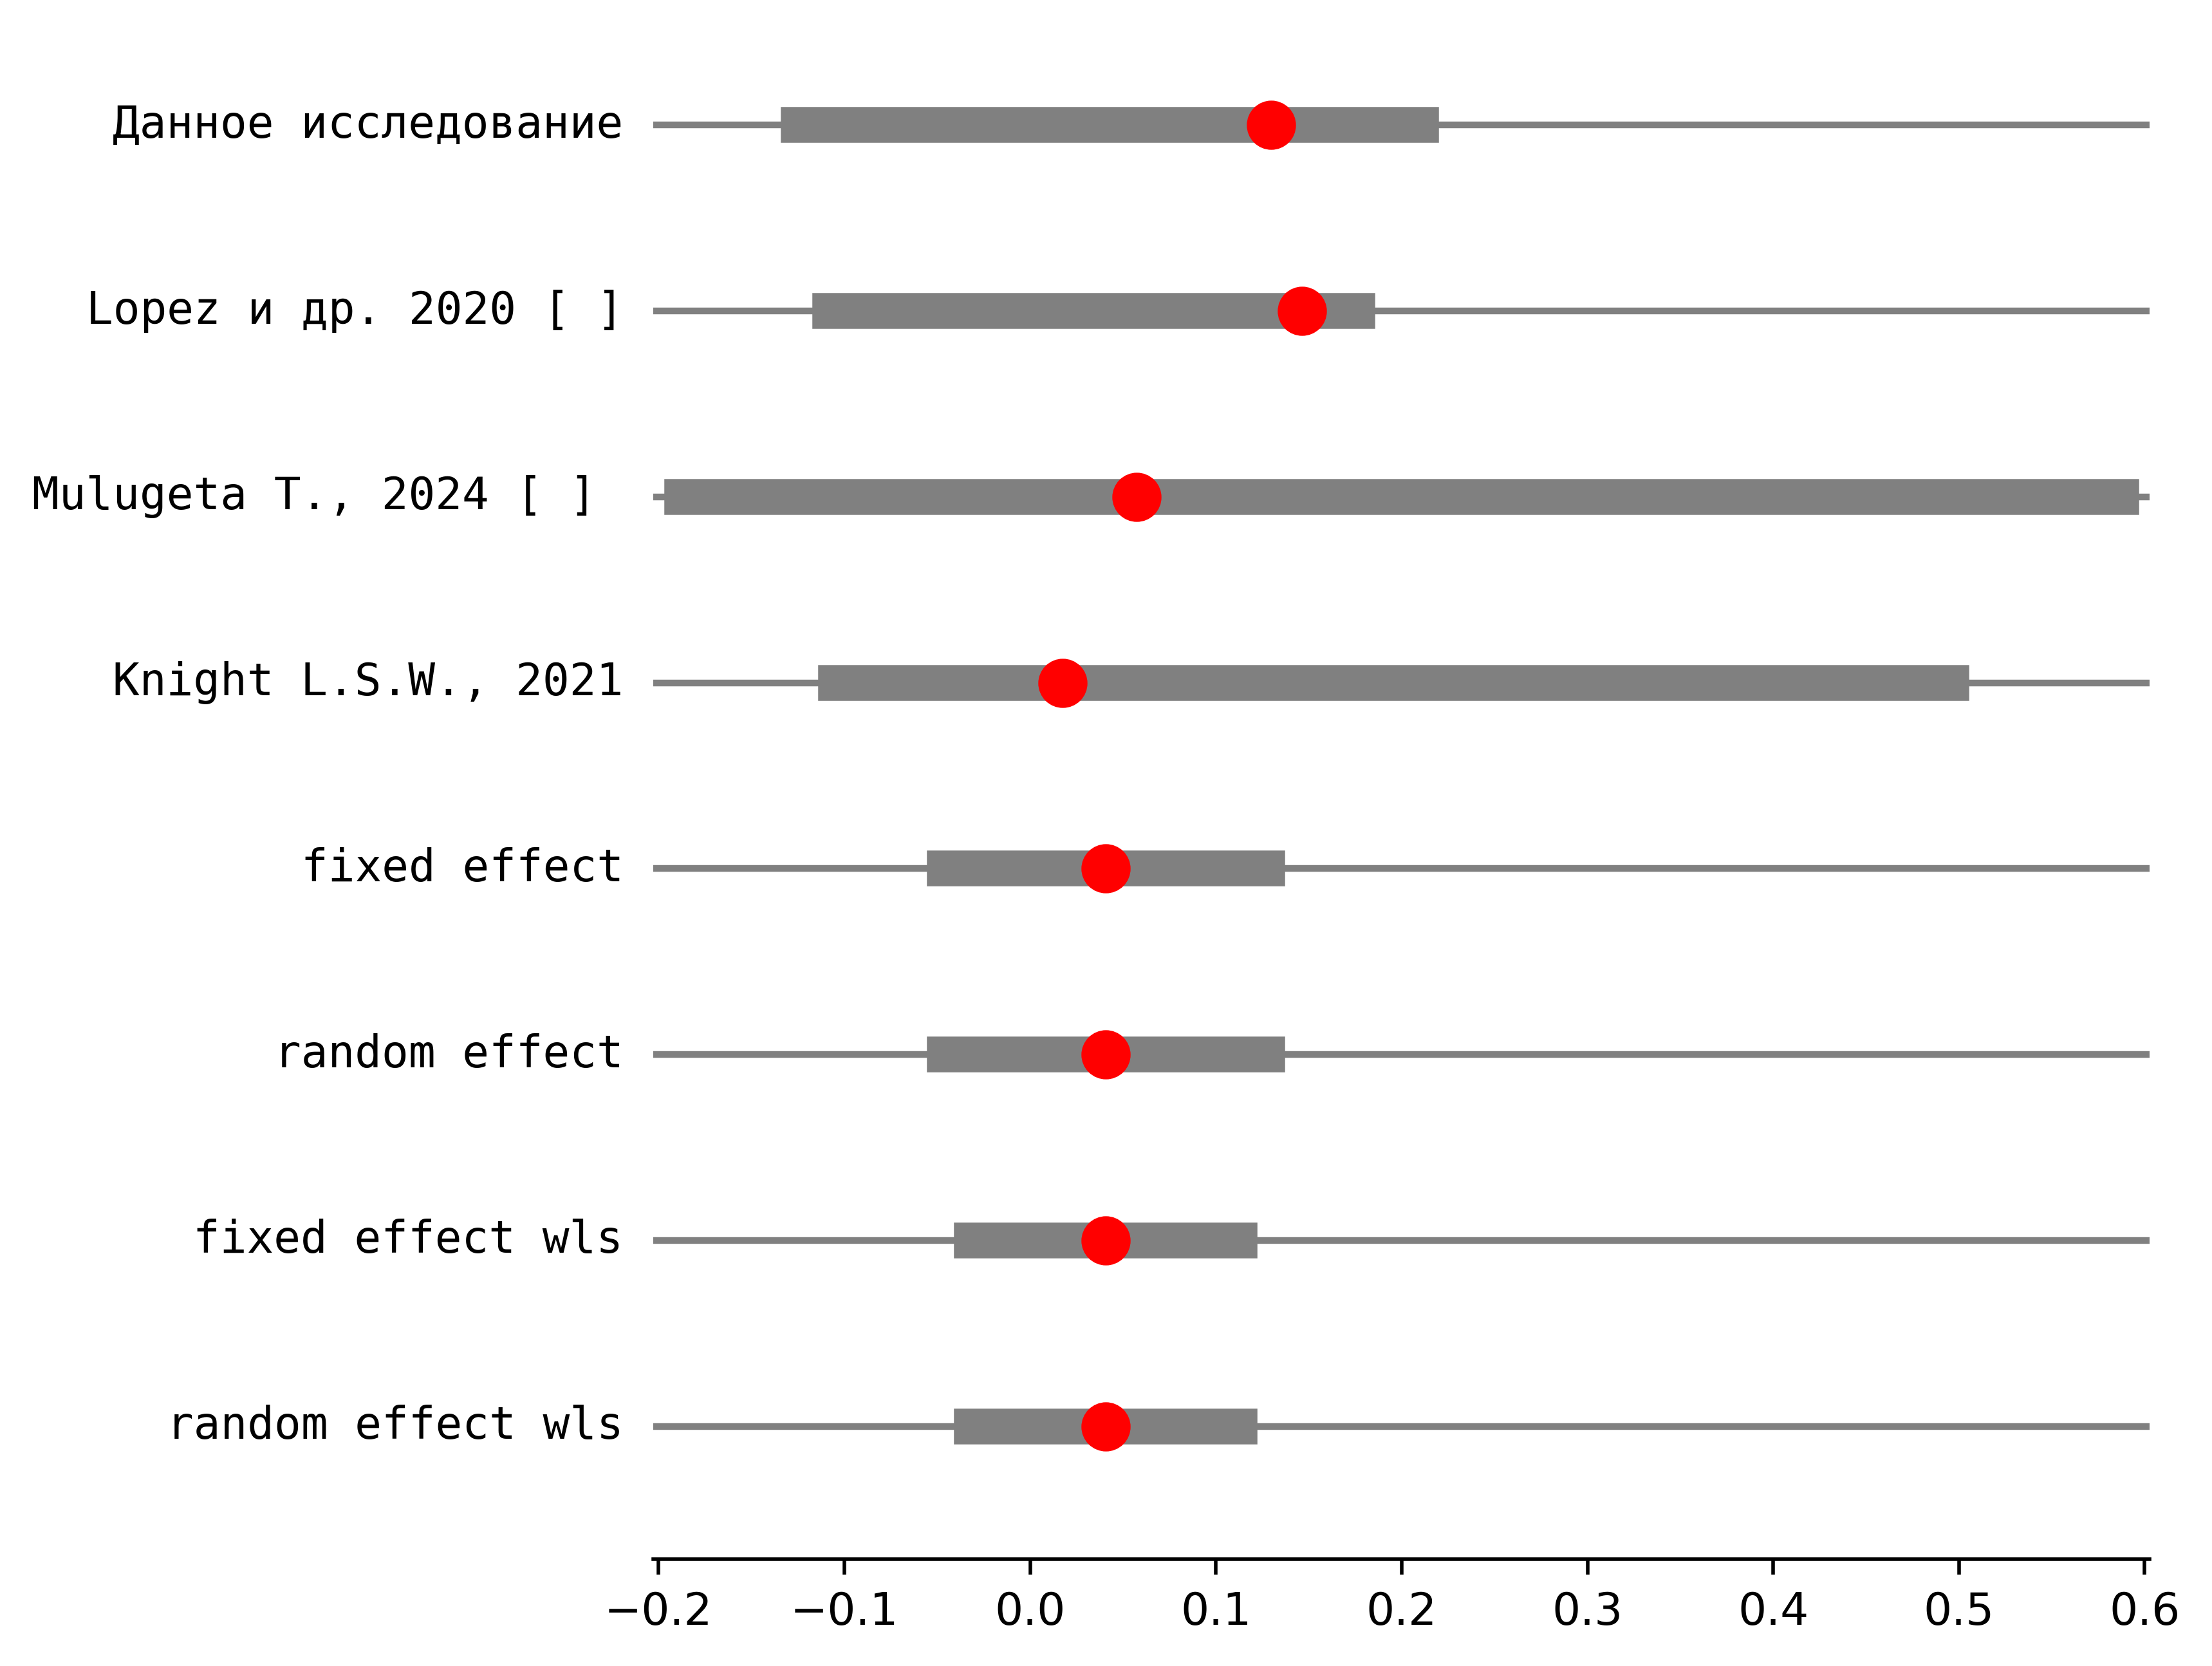 Данное исследование
Lopez и др. 2020 [ ]
Mulugeta T., 2024 [ ]
Knight L.S.W., 2021
fixed effect
random effect
fixed effect wls
random effect wls
−0.2 −0.1 0.0 0.1 0.2 0.3 0.4 0.5 0.6